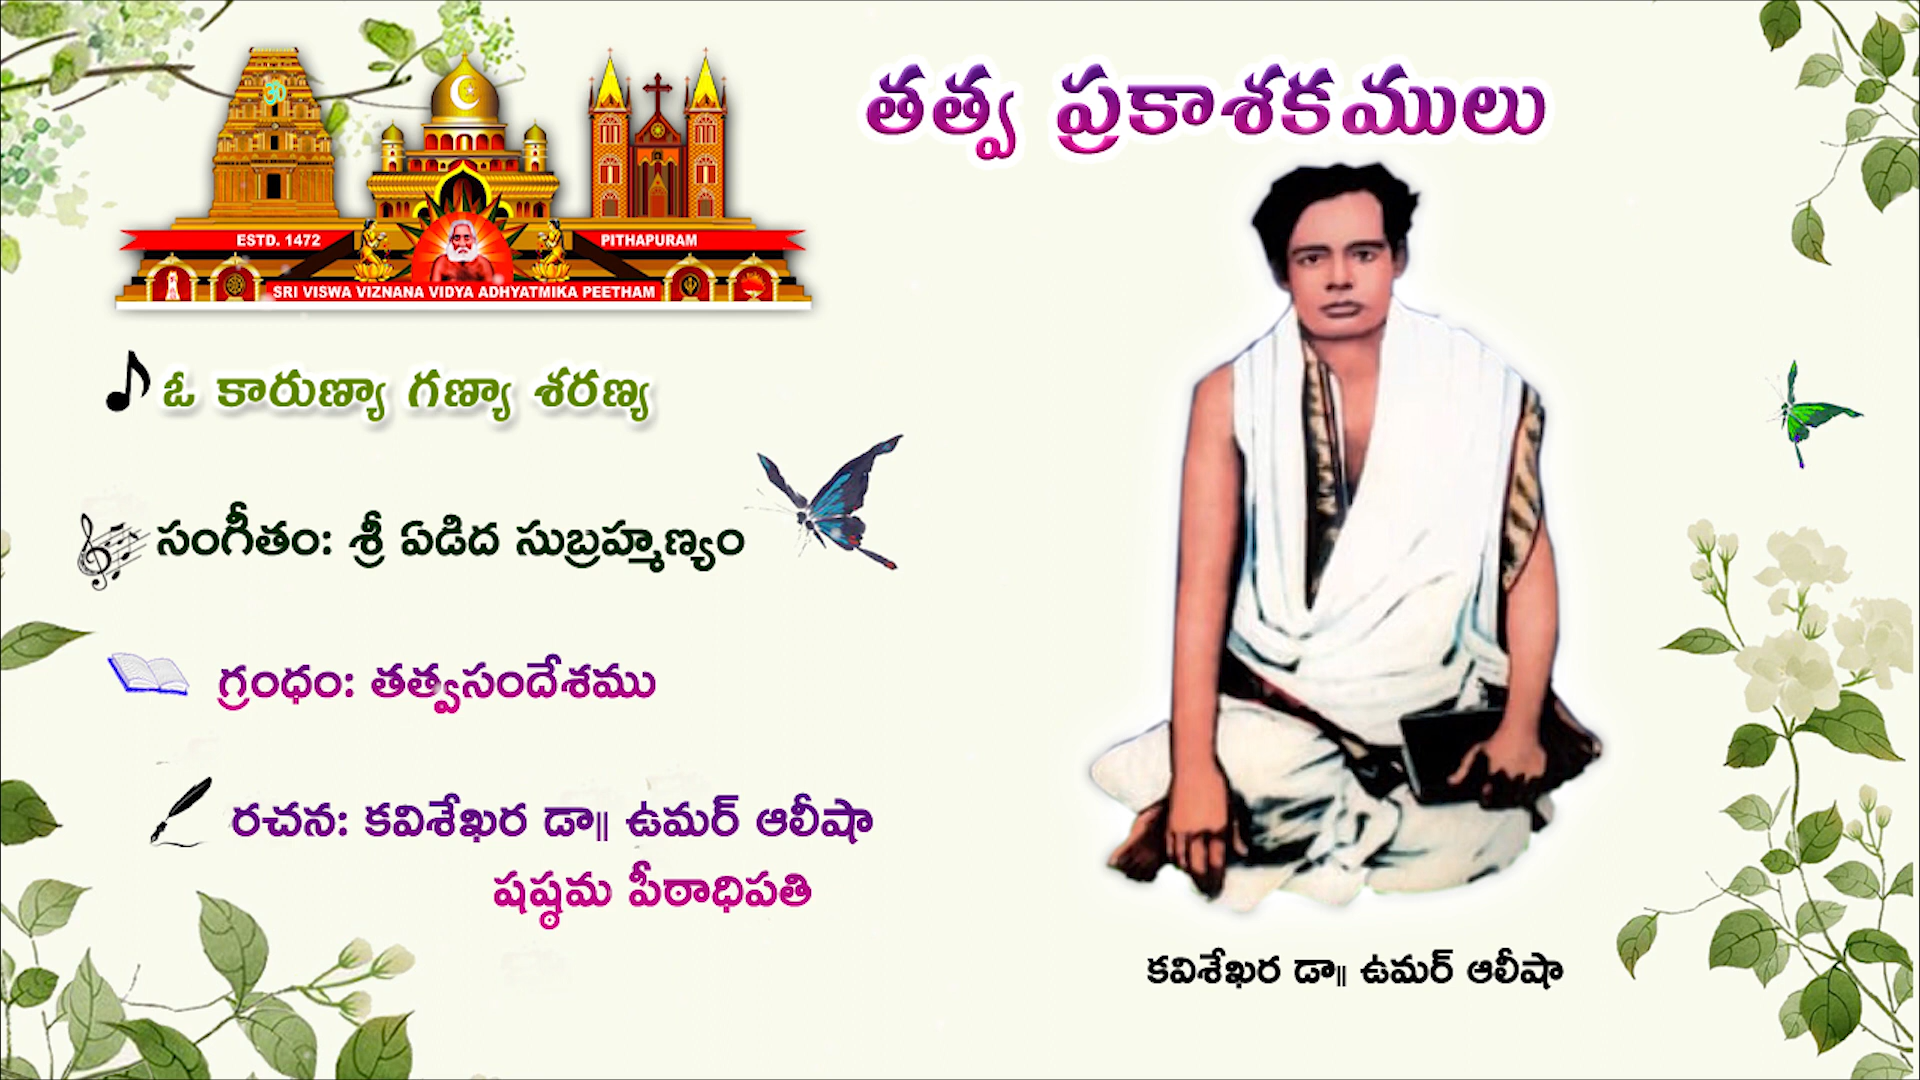 తత్వ ప్రకాశకములు
ॐ
ESTD. 1472 PITHAPURAM
SRI VISWA VIZNANA VIDYA ADHYATMIKA PEETHAM
ఓ కారుణ్యా గణ్యా శరణ్య
సంగీతం: శ్రీ ఏడిద సుబ్రహ్మణ్యం
గ్రంధం: తత్వసందేశము
రచన: కవిశేఖర డా॥ ఉమర్ ఆలీషా
షష్ఠమ పీఠాధిపతి
కవిశేఖర డా॥ ఉమర్ ఆలీషా